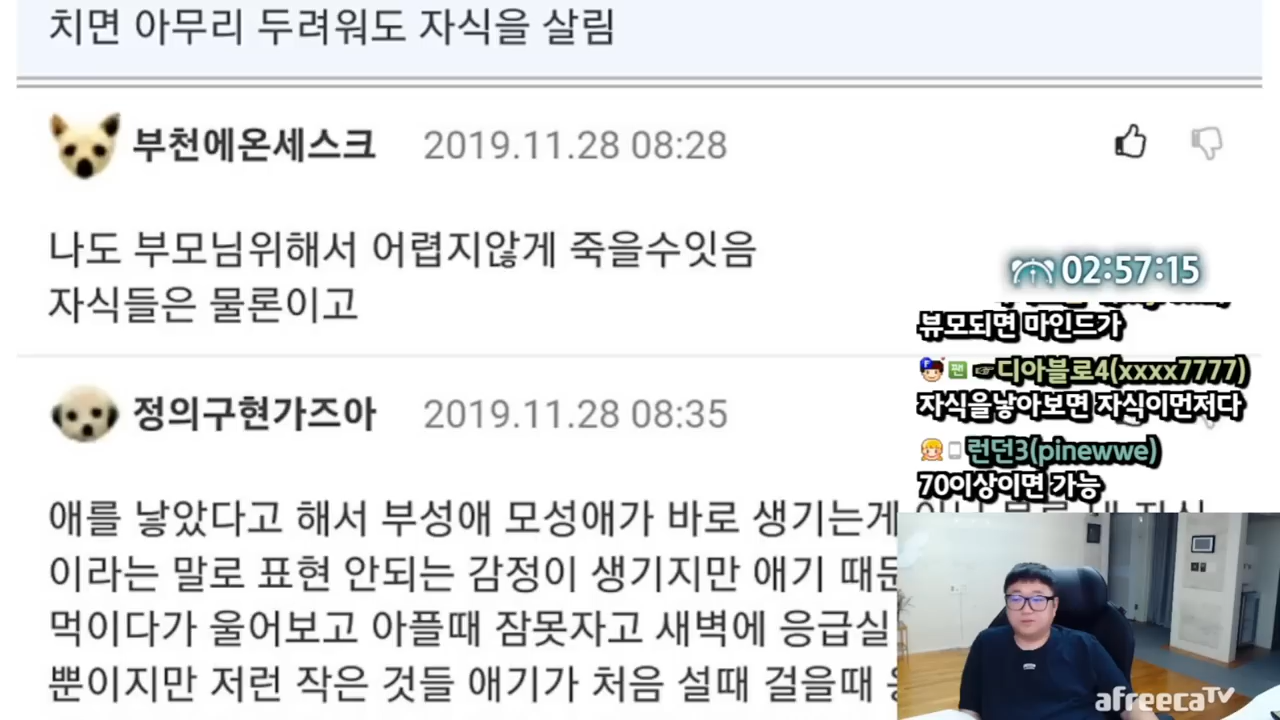 치면 아무리 두려워도 자식을 살림
부천에온세스크 2019.11.28 08:28
나도 부모님위해서 어렵지않게 죽을수잇음
자식들은 물론이고
정의구현가즈아 2019.11.28 08:35
애를 낳았다고 해서 부성애 모성애가 바로 생기는게
이라는 말로 표현 안되는 감정이 생기지만 애기
먹이다가 울어보고 아플때 잠못자고 새벽에 응급실
뿐이지만 저런 작은 것들 애기가 처음 설때 걸을때
02:57:15
뷰모되면 마인드가
팬 디아블로4(xxxx7777)
자식을낳아보면 자식이먼저다
런던3(pinewwe)
70이상이면 가능
afreecaTV